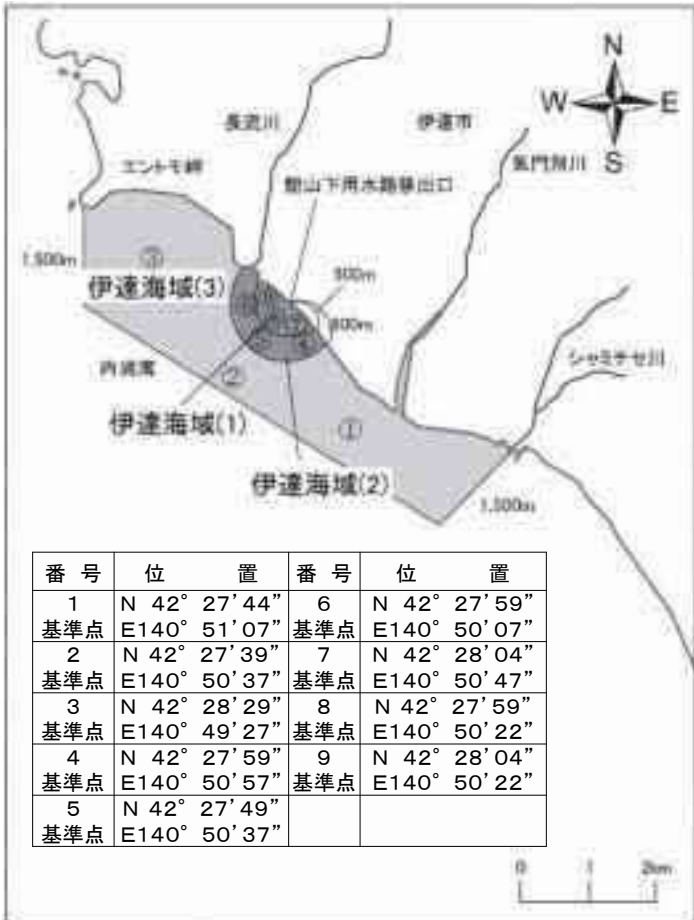 N
W E
S
長流川
伊達市
気門別川
エントモ岬
館山下用水路排出口
1,500m
③
伊達海域(3)
内浦湾
②
伊達海域(1)
①
伊達海域(2)
シャミチセ川
1,500m
番 号 位 置 番 号 位 置
1 N 42° 27’44” 6 N 42° 27’59”
基準点 E140° 51’07” 基準点 E140° 50’07”
2 N 42° 27’39” 7 N 42° 28’04”
基準点 E140° 50’37” 基準点 E140° 50’47”
3 N 42° 28’29” 8 N 42° 27’59”
基準点 E140° 49’27” 基準点 E140° 50’22”
4 N 42° 27’59” 9 N 42° 28’04”
基準点 E140° 50’57” 基準点 E140° 50’22”
5 N 42° 27’49”
基準点 E140° 50’37”
0 1 2km